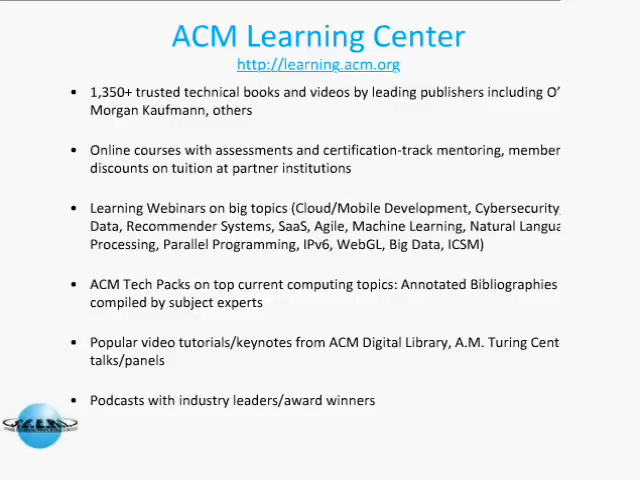 ACM Learning Center
http://learning.acm.org
• 1,350+ trusted technical books and videos by leading publishers including O’
Morgan Kaufmann, others
• Online courses with assessments and certification-track mentoring, member
discounts on tuition at partner institutions
• Learning Webinars on big topics (Cloud/Mobile Development, Cybersecurity,
Data, Recommender Systems, SaaS, Agile, Machine Learning, Natural Langua
Processing, Parallel Programming, IPv6, WebGL, Big Data, ICSM)
• ACM Tech Packs on top current computing topics: Annotated Bibliographies
compiled by subject experts
• Popular video tutorials/keynotes from ACM Digital Library, A.M. Turing Cent
talks/panels
• Podcasts with industry leaders/award winners